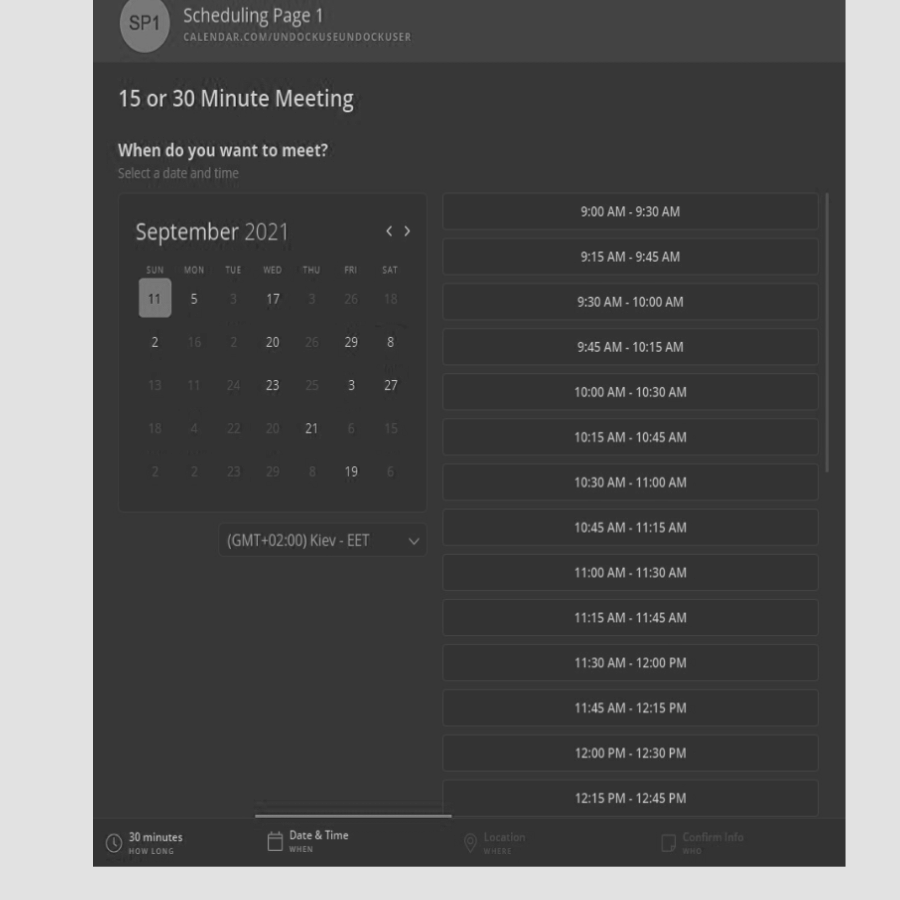 SP1
Scheduling Page 1
CALENDAR.COM/UNDOCKUSEUNDOCKUSER
15 or 30 Minute Meeting
When do you want to meet?
Select a date and time
September 2021
SUN MON TUE WED THU FRI SAT
11 5 3 17 3 26 18
2 16 2 20 26 29 8
13 11 24 23 25 3 27
18 4 22 20 21 6 15
2 2 23 29 8 19 6
(GMT+02:00) Kiev - EET
9:00 AM - 9:30 AM
9:15 AM - 9:45 AM
9:30 AM - 10:00 AM
9:45 AM - 10:15 AM
10:00 AM - 10:30 AM
10:15 AM - 10:45 AM
10:30 AM - 11:00 AM
10:45 AM - 11:15 AM
11:00 AM - 11:30 AM
11:15 AM - 11:45 AM
11:30 AM - 12:00 PM
11:45 AM - 12:15 PM
12:00 PM - 12:30 PM
12:15 PM - 12:45 PM
30 minutes
HOW LONG
Date & Time
WHEN
Location
WHERE
Confirm Info
WHO